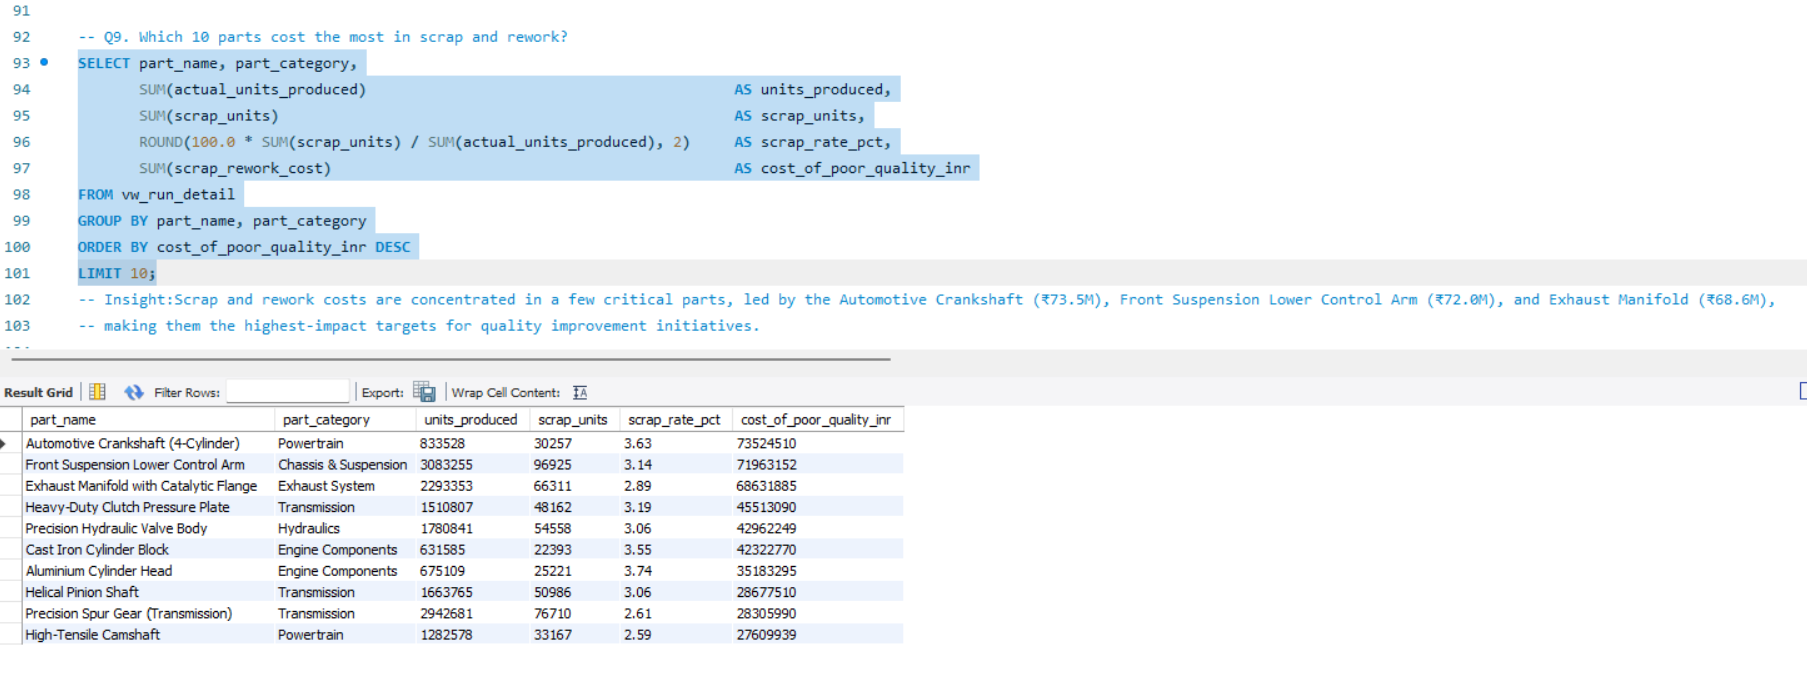 91
92 -- Q9. Which 10 parts cost the most in scrap and rework?
93 SELECT part_name, part_category,
94 SUM(actual_units_produced) AS units_produced,
95 SUM(scrap_units) AS scrap_units,
96 ROUND(100.0 * SUM(scrap_units) / SUM(actual_units_produced), 2) AS scrap_rate_pct,
97 SUM(scrap_rework_cost) AS cost_of_poor_quality_inr
98 FROM vw_run_detail
99 GROUP BY part_name, part_category
100 ORDER BY cost_of_poor_quality_inr DESC
101 LIMIT 10;
102 -- Insight:Scrap and rework costs are concentrated in a few critical parts, led by the Automotive Crankshaft (₹73.5M), Front Suspension Lower Control Arm (₹72.0M), and Exhaust Manifold (₹68.6M),
103 -- making them the highest-impact targets for quality improvement initiatives.
Result Grid Filter Rows: Export: Wrap Cell Content:
part_name part_category units_produced scrap_units scrap_rate_pct cost_of_poor_quality_inr
Automotive Crankshaft (4-Cylinder) Powertrain 833528 30257 3.63 73524510
Front Suspension Lower Control Arm Chassis & Suspension 3083255 96925 3.14 71963152
Exhaust Manifold with Catalytic Flange Exhaust System 2293353 66311 2.89 68631885
Heavy-Duty Clutch Pressure Plate Transmission 1510807 48162 3.19 45513090
Precision Hydraulic Valve Body Hydraulics 1780841 54558 3.06 42962249
Cast Iron Cylinder Block Engine Components 631585 22393 3.55 42322770
Aluminium Cylinder Head Engine Components 675109 25221 3.74 35183295
Helical Pinion Shaft Transmission 1663765 50986 3.06 28677510
Precision Spur Gear (Transmission) Transmission 2942681 76710 2.61 28305990
High-Tensile Camshaft Powertrain 1282578 33167 2.59 27609939